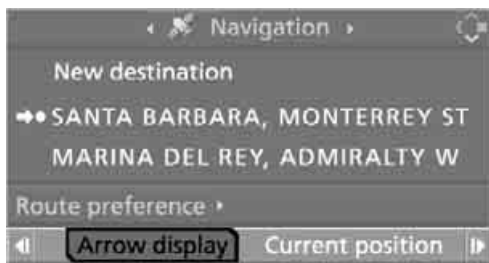 Navigation
New destination
SANTA BARBARA, MONTERREY ST
MARINA DEL REY, ADMIRALTY W
Route preference
Arrow display Current position